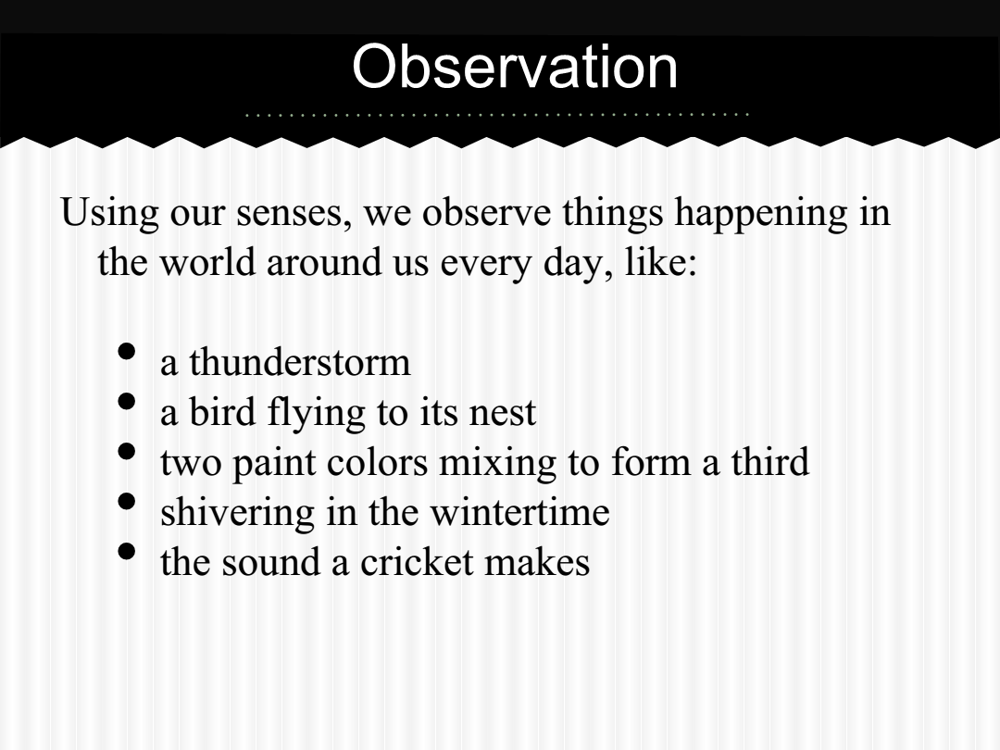 Observation
Using our senses, we observe things happening in
the world around us every day, like:
• a thunderstorm
• a bird flying to its nest
• two paint colors mixing to form a third
• shivering in the wintertime
• the sound a cricket makes